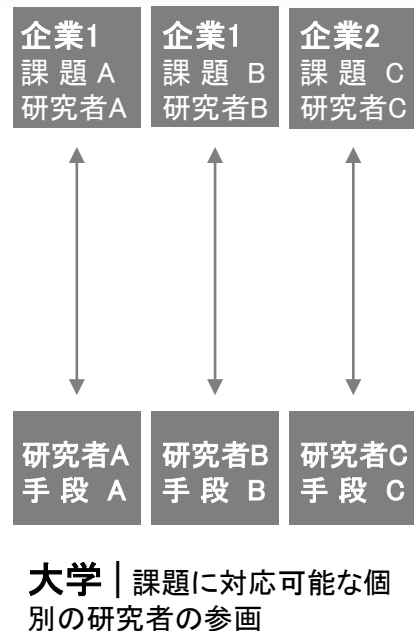 企業1
課題 A
研究者A
企業1
課題 B
研究者B
企業2
課題 C
研究者C
研究者A
手段 A
研究者B
手段 B
研究者C
手段 C
大学|課題に対応可能な個
別の研究者の参画